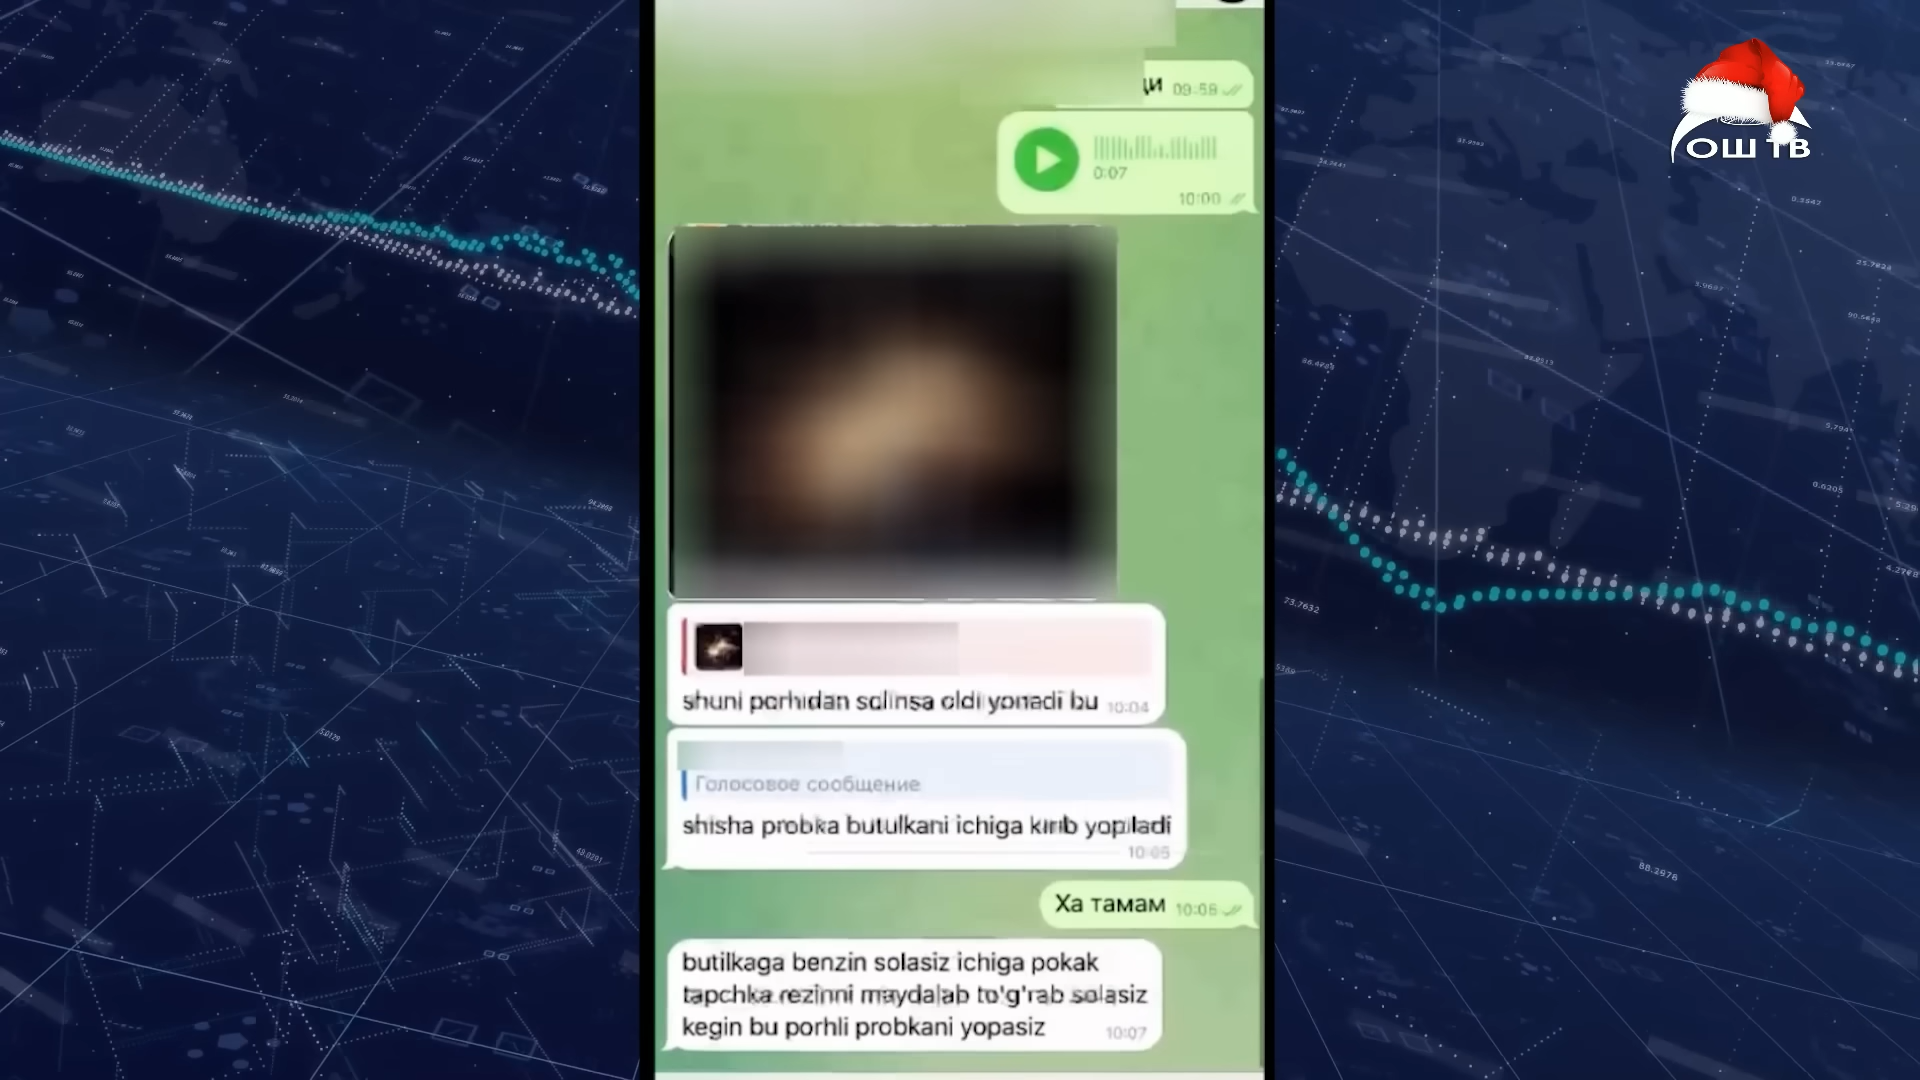 ОШ ТВ
ди 09:59
0:07
10:00
shuni porhidan solinsa oldi yonadi bu 10:04
Голосовое сообщение
shisha probka butulkani ichiga kirib yopiladi
10:05
Ха тамам 10:06
butilkaga benzin solasiz ichiga pokak
tapchka rezinni maydalab to'g'rab solasiz
kegin bu porhli probkani yopasiz 10:07